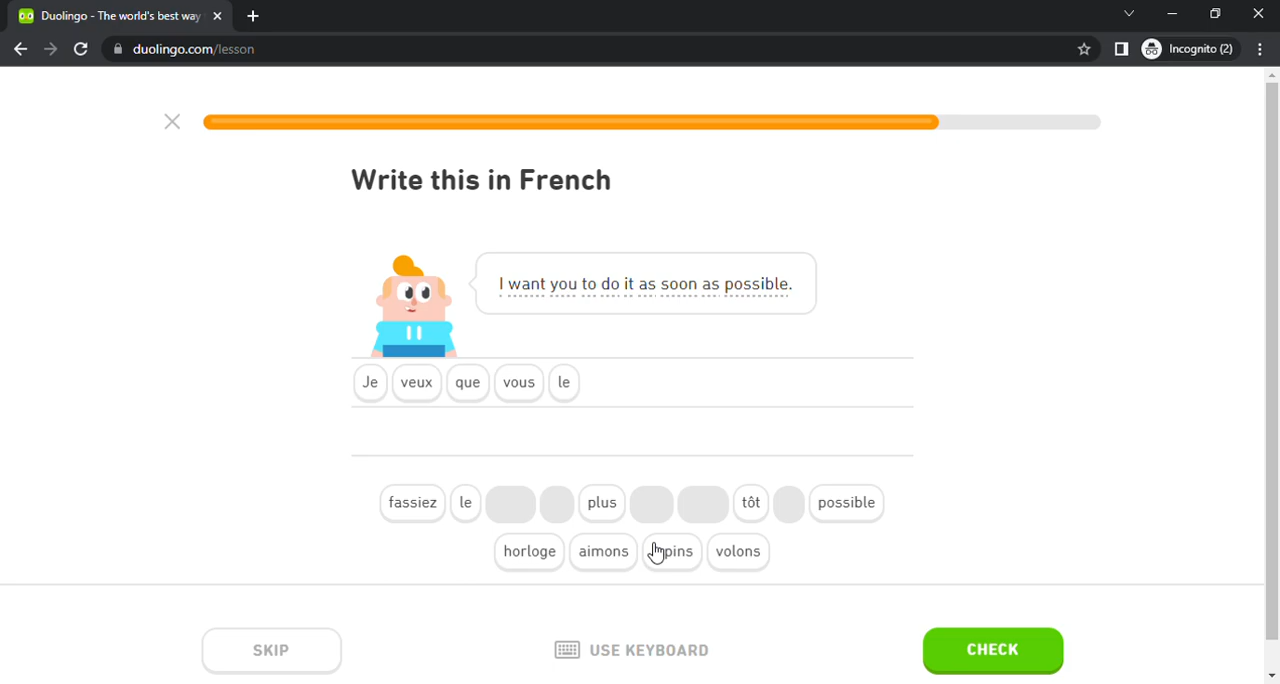 Duolingo - The world's best way
duolingo.com/lesson
Incognito (2)
Write this in French
I want you to do it as soon as possible.
Je veux que vous le
fassiez le plus tôt possible
horloge aimons volons
SKIP USE KEYBOARD CHECK